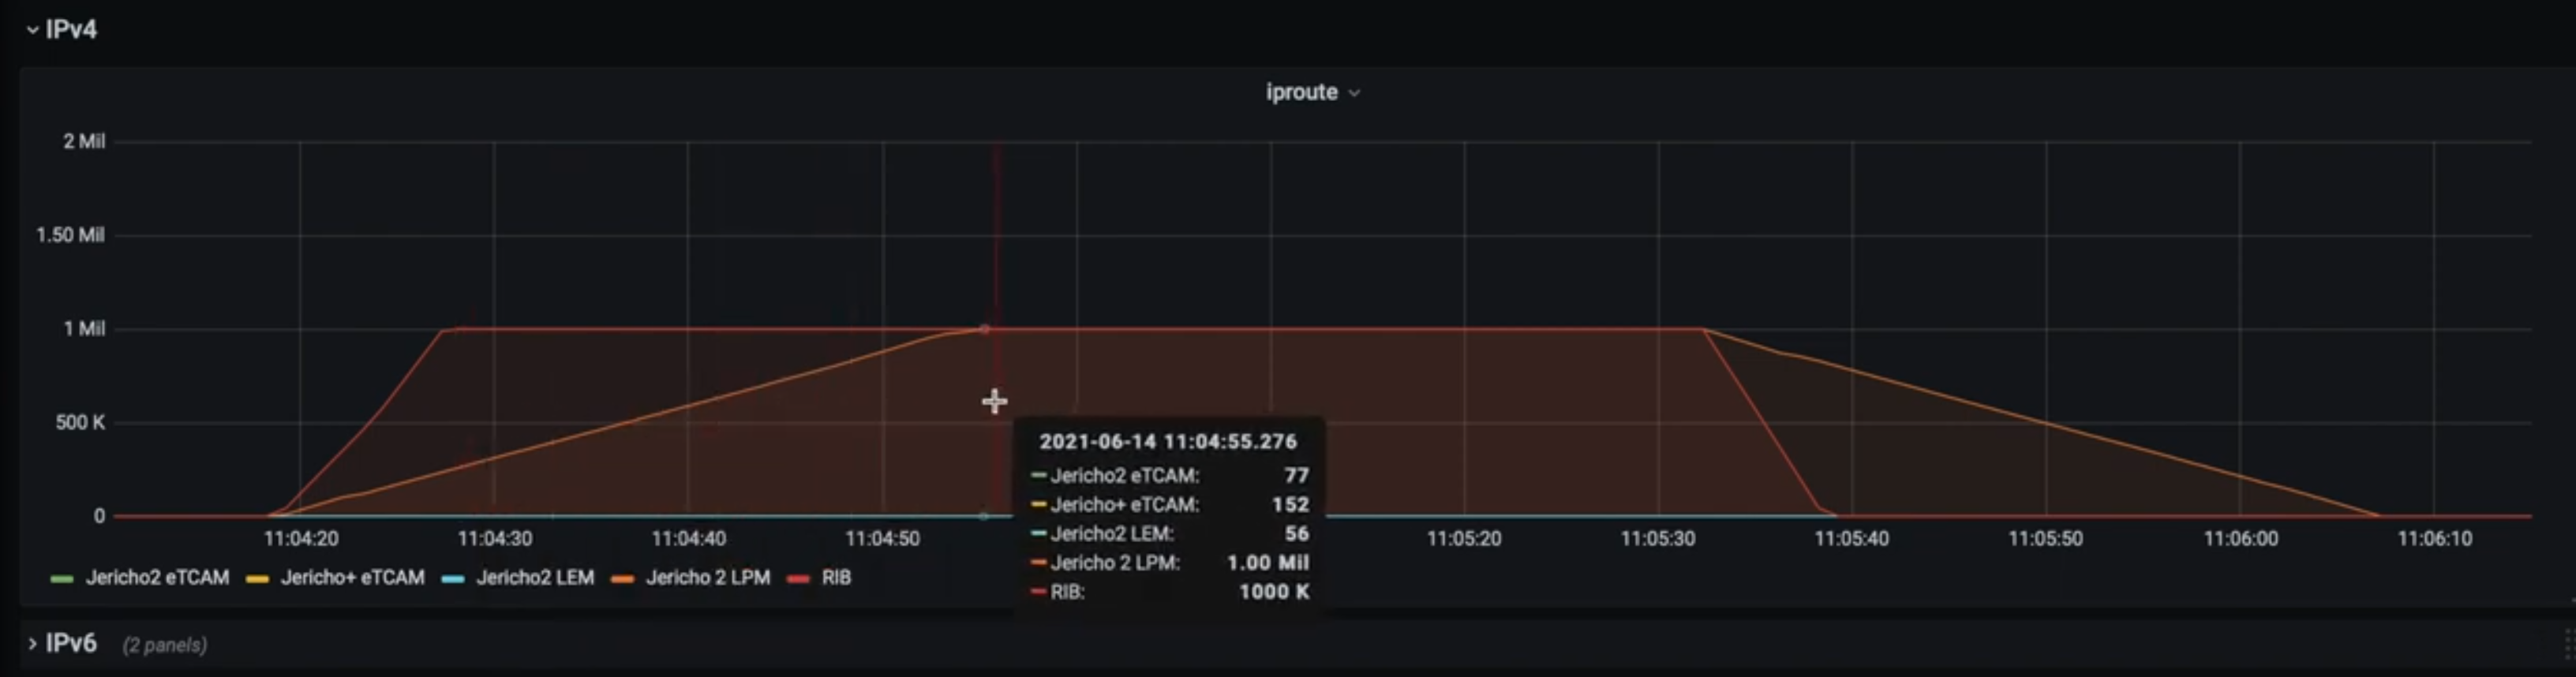 IPv4
iproute
2 Mil
1.50 Mil
1 Mil
500 K
0
11:04:20 11:04:30 11:04:40 11:04:50 11:05:20 11:05:30 11:05:40 11:05:50 11:06:00 11:06:10
2021-06-14 11:04:55.276
Jericho2 eTCAM: 77
Jericho+ eTCAM: 152
Jericho2 LEM: 56
Jericho 2 LPM: 1.00 Mil
RIB: 1000 K
Jericho2 eTCAM Jericho+ eTCAM Jericho2 LEM Jericho 2 LPM RIB
IPv6 (2 panels)